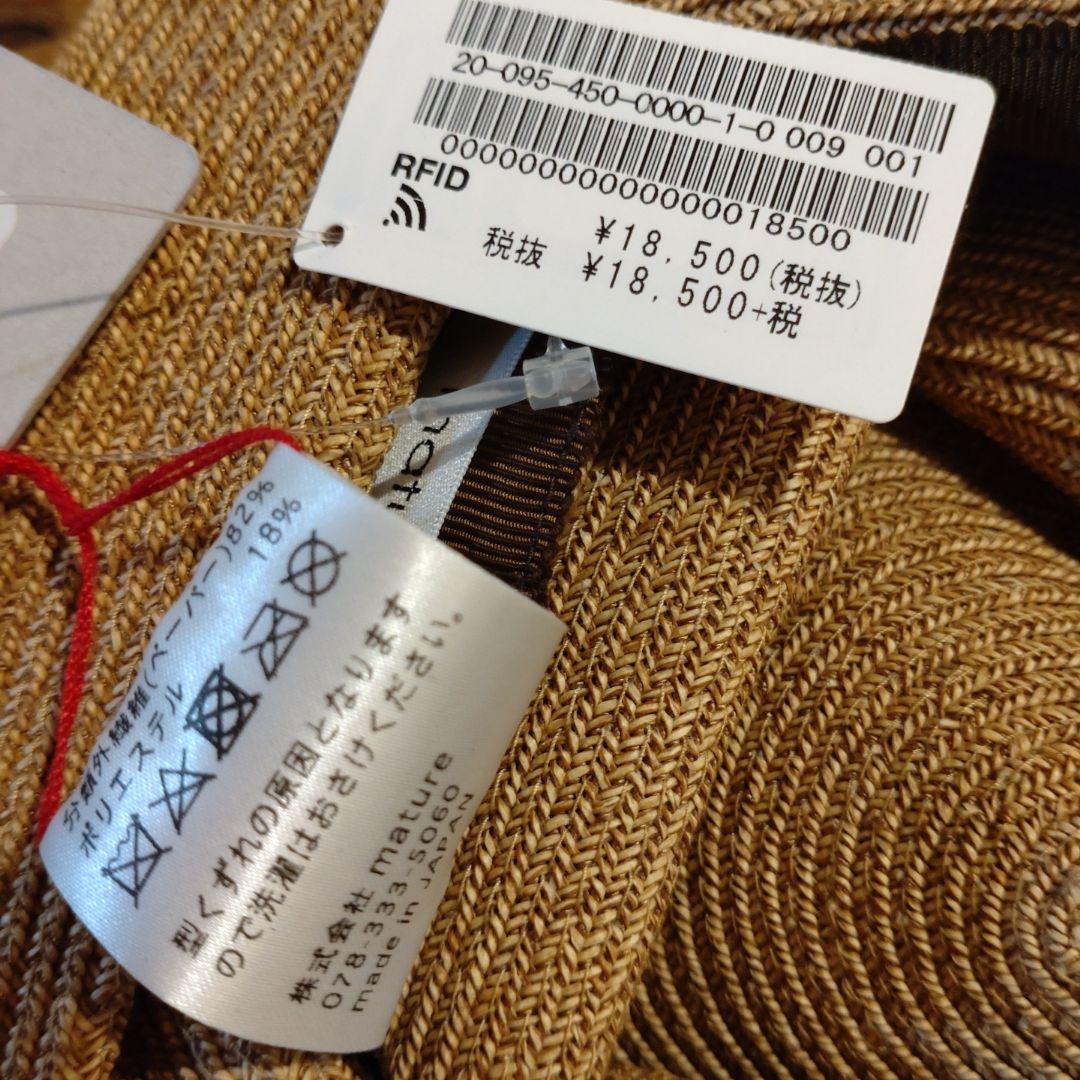 20-095-450-0000-1-0 009 001
00000000000000018500
RFID
¥18,500(税抜)
税抜 ¥18,500+税
分類外繊維(ペーパー)82%
ポリエステル 18%
型くずれの原因となります
ので洗濯はおさけください。
株式会社 mature
078-333-5060
made in JAPAN